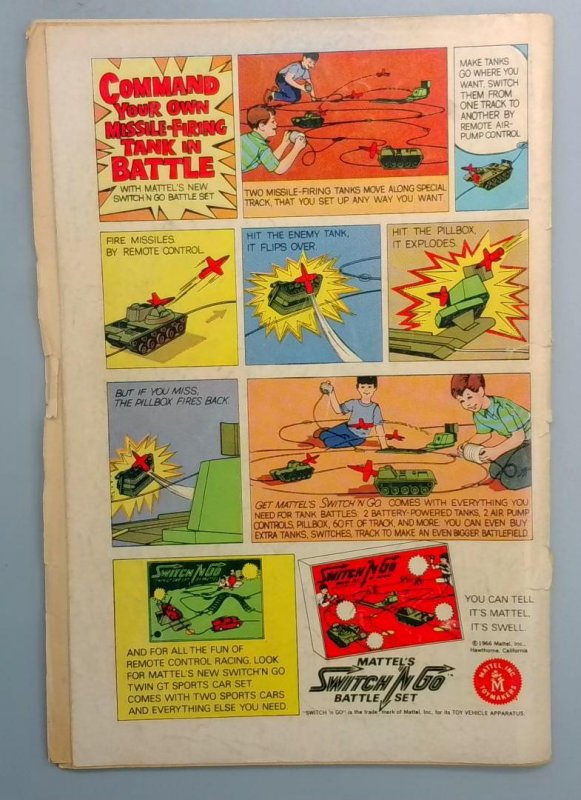 COMMAND
YOUR OWN
MISSILE-FIRING
TANK IN
BATTLE
WITH MATTEL'S NEW
SWITCH 'N GO BATTLE SET
TWO MISSILE-FIRING TANKS MOVE ALONG SPECIAL
TRACK, THAT YOU SET UP ANY WAY YOU WANT.
MAKE TANKS
GO WHERE YOU
WANT. SWITCH
THEM FROM
ONE TRACK TO
ANOTHER BY
REMOTE AIR-
PUMP CONTROL
FIRE MISSILES
BY REMOTE CONTROL.
HIT THE ENEMY TANK,
IT FLIPS OVER.
HIT THE PILLBOX,
IT EXPLODES.
BUT IF YOU MISS,
THE PILLBOX FIRES BACK.
GET MATTEL'S SWITCH 'N GO. COMES WITH EVERYTHING YOU
NEED FOR TANK BATTLES: 2 BATTERY-POWERED TANKS, 2 AIR PUMP
CONTROLS, PILLBOX, 60 FT OF TRACK, AND MORE. YOU CAN EVEN BUY
EXTRA TANKS, SWITCHES, TRACK TO MAKE AN EVEN BIGGER BATTLEFIELD.
SWITCH 'N GO
AND FOR ALL THE FUN OF
REMOTE CONTROL RACING, LOOK
FOR MATTEL'S NEW SWITCH 'N GO
TWIN GT SPORTS CAR SET.
COMES WITH TWO SPORTS CARS
AND EVERYTHING ELSE YOU NEED.
SWITCH 'N GO
MATTEL'S
SWITCH 'N GO™
BATTLE SET
YOU CAN TELL
IT'S MATTEL,
IT'S SWELL.
©1966 Mattel, Inc.,
Hawthorne, California
MATTEL, INC.
M
TOYMAKERS
"SWITCH 'N GO" is the trade mark of Mattel, Inc. for its TOY VEHICLE APPARATUS.